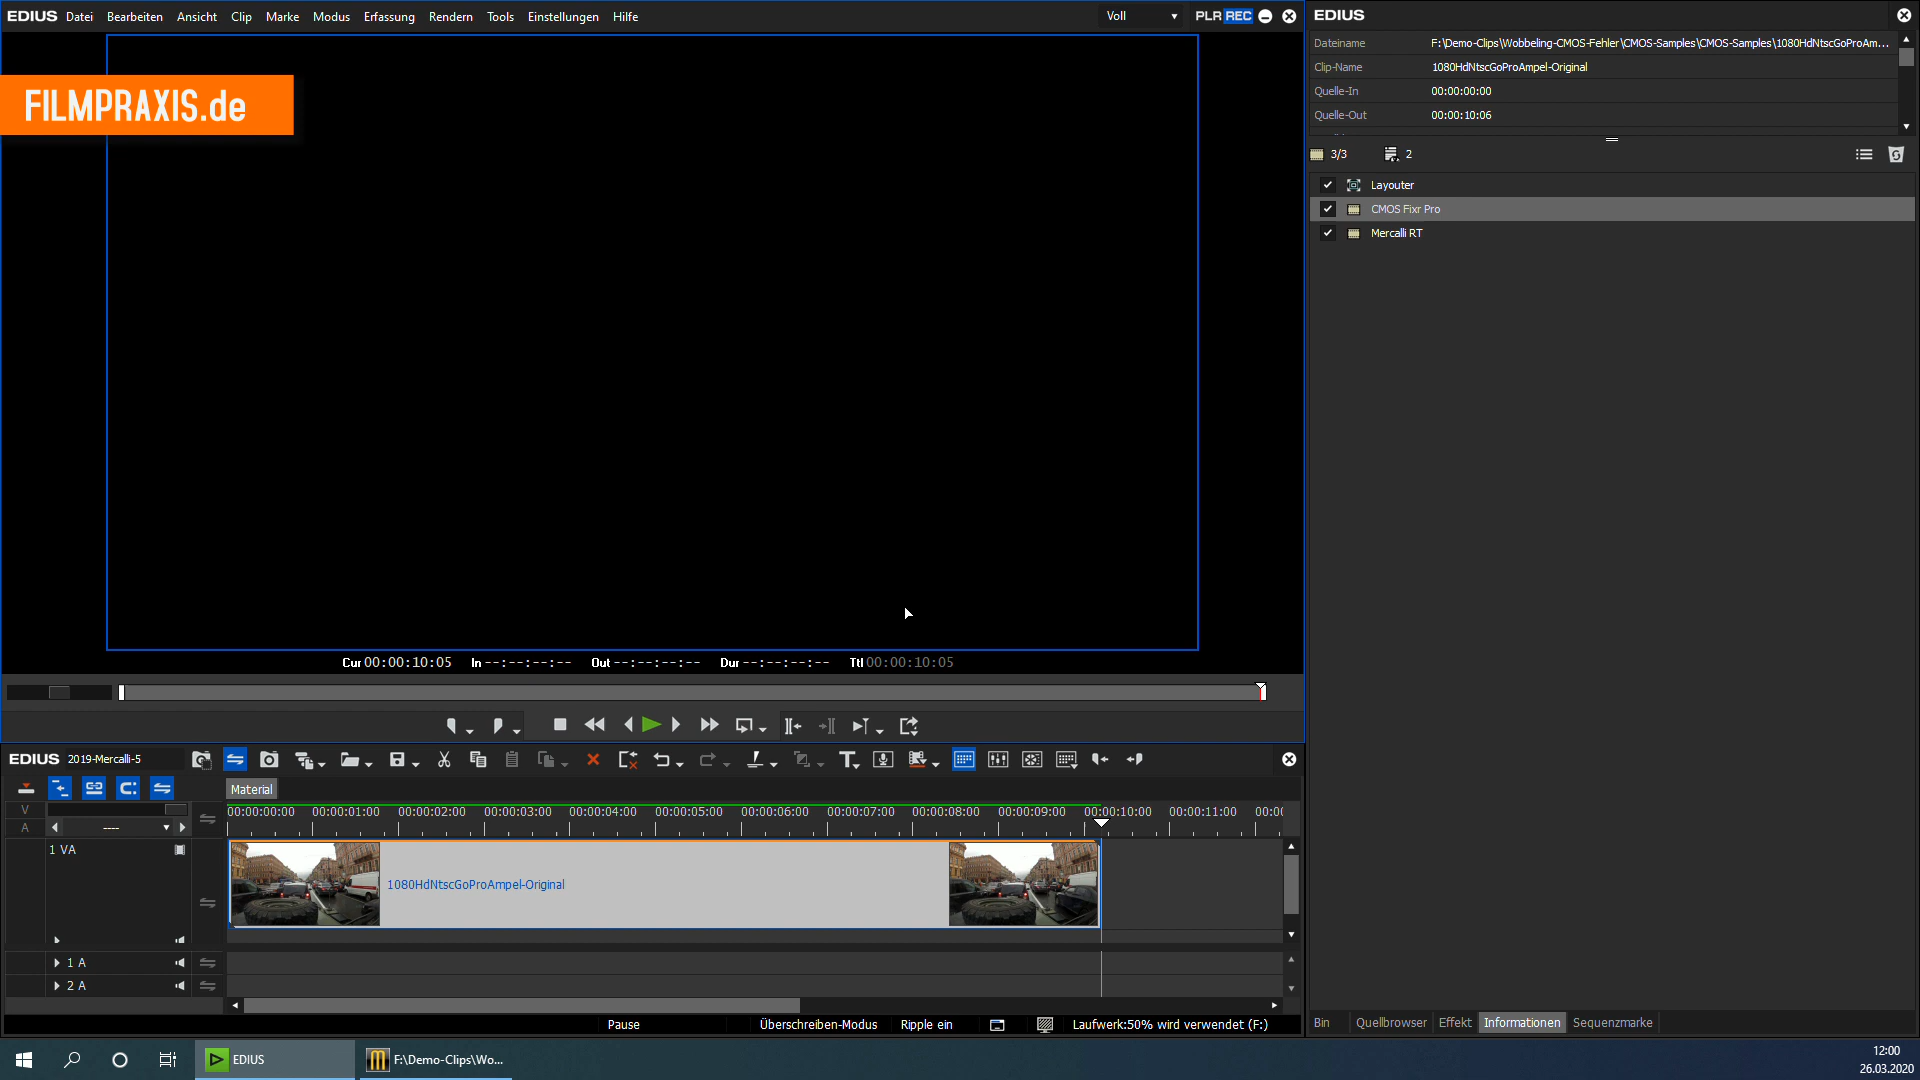 EDIUS Datei Bearbeiten Ansicht Clip Marke Modus Erfassung Rendern Tools Einstellungen Hilfe Voll PLR REC
FILMPRAXIS.de
Cur 00:00:10:05 In --:--:--:-- Out --:--:--:-- Dur --:--:--:-- Ttl 00:00:10:05
EDIUS
Dateiname F:\Demo-Clips\Wobbeling-CMOS-Fehler\CMOS-Samples\CMOS-Samples\1080HdNtscGoProAm...
Clip-Name 1080HdNtscGoProAmpel-Original
Quelle-In 00:00:00:00
Quelle-Out 00:00:10:06
3/3 2
Layouter
CMOS Fixr Pro
Mercalli RT
EDIUS 2019-Mercalli-5
Material
V
A ----
00:00:00:00 00:00:01:00 00:00:02:00 00:00:03:00 00:00:04:00 00:00:05:00 00:00:06:00 00:00:07:00 00:00:08:00 00:00:09:00 00:00:10:00 00:00:11:00 00:00
1 VA
1080HdNtscGoProAmpel-Original
1 A
2 A
Pause Überschreiben-Modus Ripple ein Laufwerk:50% wird verwendet (F:)
Bin Quellbrowser Effekt Informationen Sequenzmarke
EDIUS F:\Demo-Clips\Wo...
12:00
26.03.2020